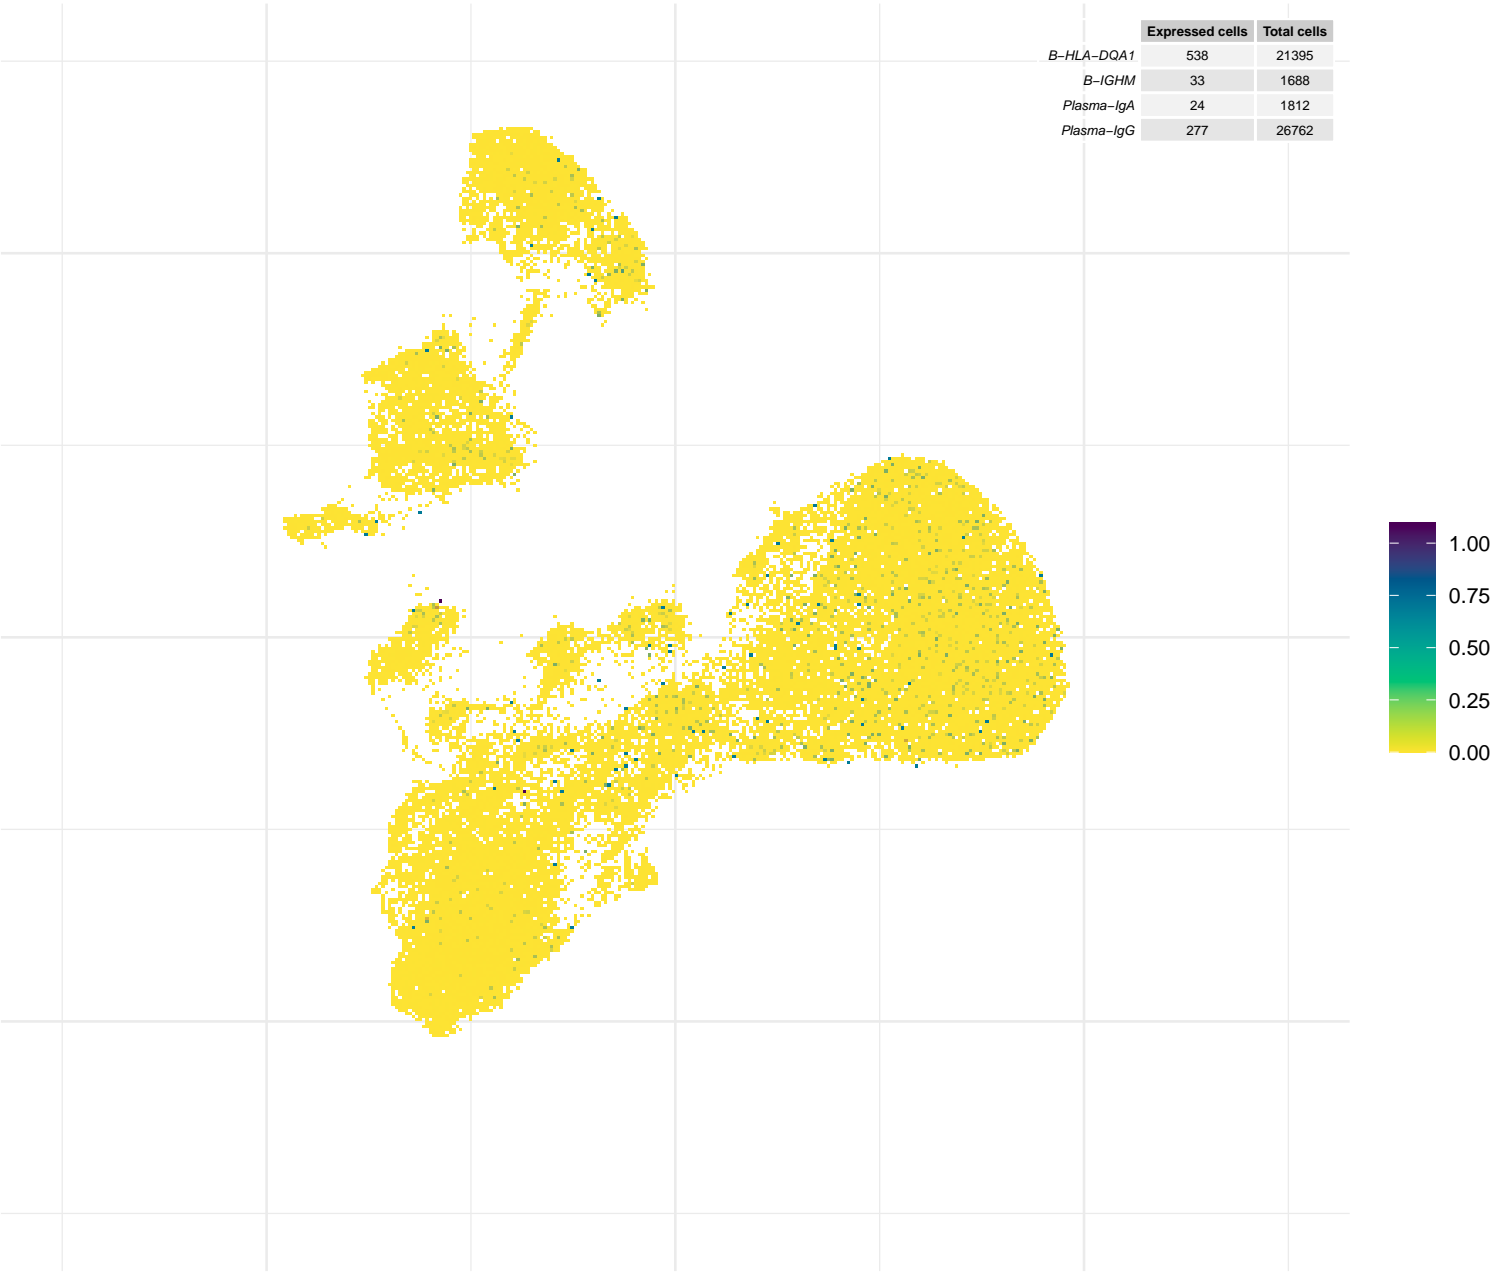 Expressed cells Total cells
B−HLA−DQA1 538 21395
B−IGHM 33 1688
Plasma−IgA 24 1812
Plasma−IgG 277 26762
1.00
0.75
0.50
0.25
0.00